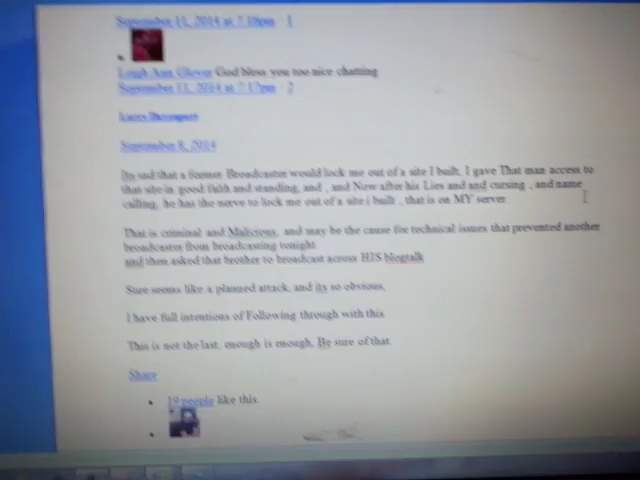 September 11, 2014 at 7:16pm · 1
Leigh Ann Glover God bless you too nice chatting
September 11, 2014 at 7:17pm · 2
Larry Davenport
September 8, 2014
Its sad that a former Broadcaster would lock me out of a site I built, I gave That man access to
that site in good faith and standing, and , and Now after his Lies and and cursing , and name
calling, he has the nerve to lock me out of a site i built , that is on MY server
That is criminal and Malicious, and may be the cause for technical issues that prevented another
broadcaster from broadcasting tonight.
and then asked that brother to broadcast across HIS blogtalk
Sure seems like a planned attack, and its so obvious,
I have full intentions of Following through with this
This is not the last, enough is enough, Be sure of that.
Share
19 people like this.